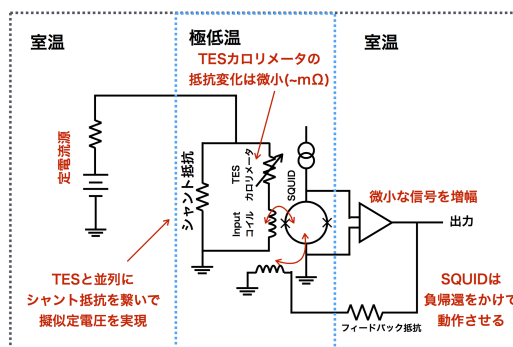 室温
極低温
室温
TESカロリメータの
抵抗変化は微小(~mΩ)
定電流源
シャント抵抗
TES
カロリメータ
Input
コイル
SQUID
微小な信号を増幅
出力
TESと並列に
シャント抵抗を繋いで
擬似定電圧を実現
SQUIDは
負帰還をかけて
動作させる
フィードバック抵抗